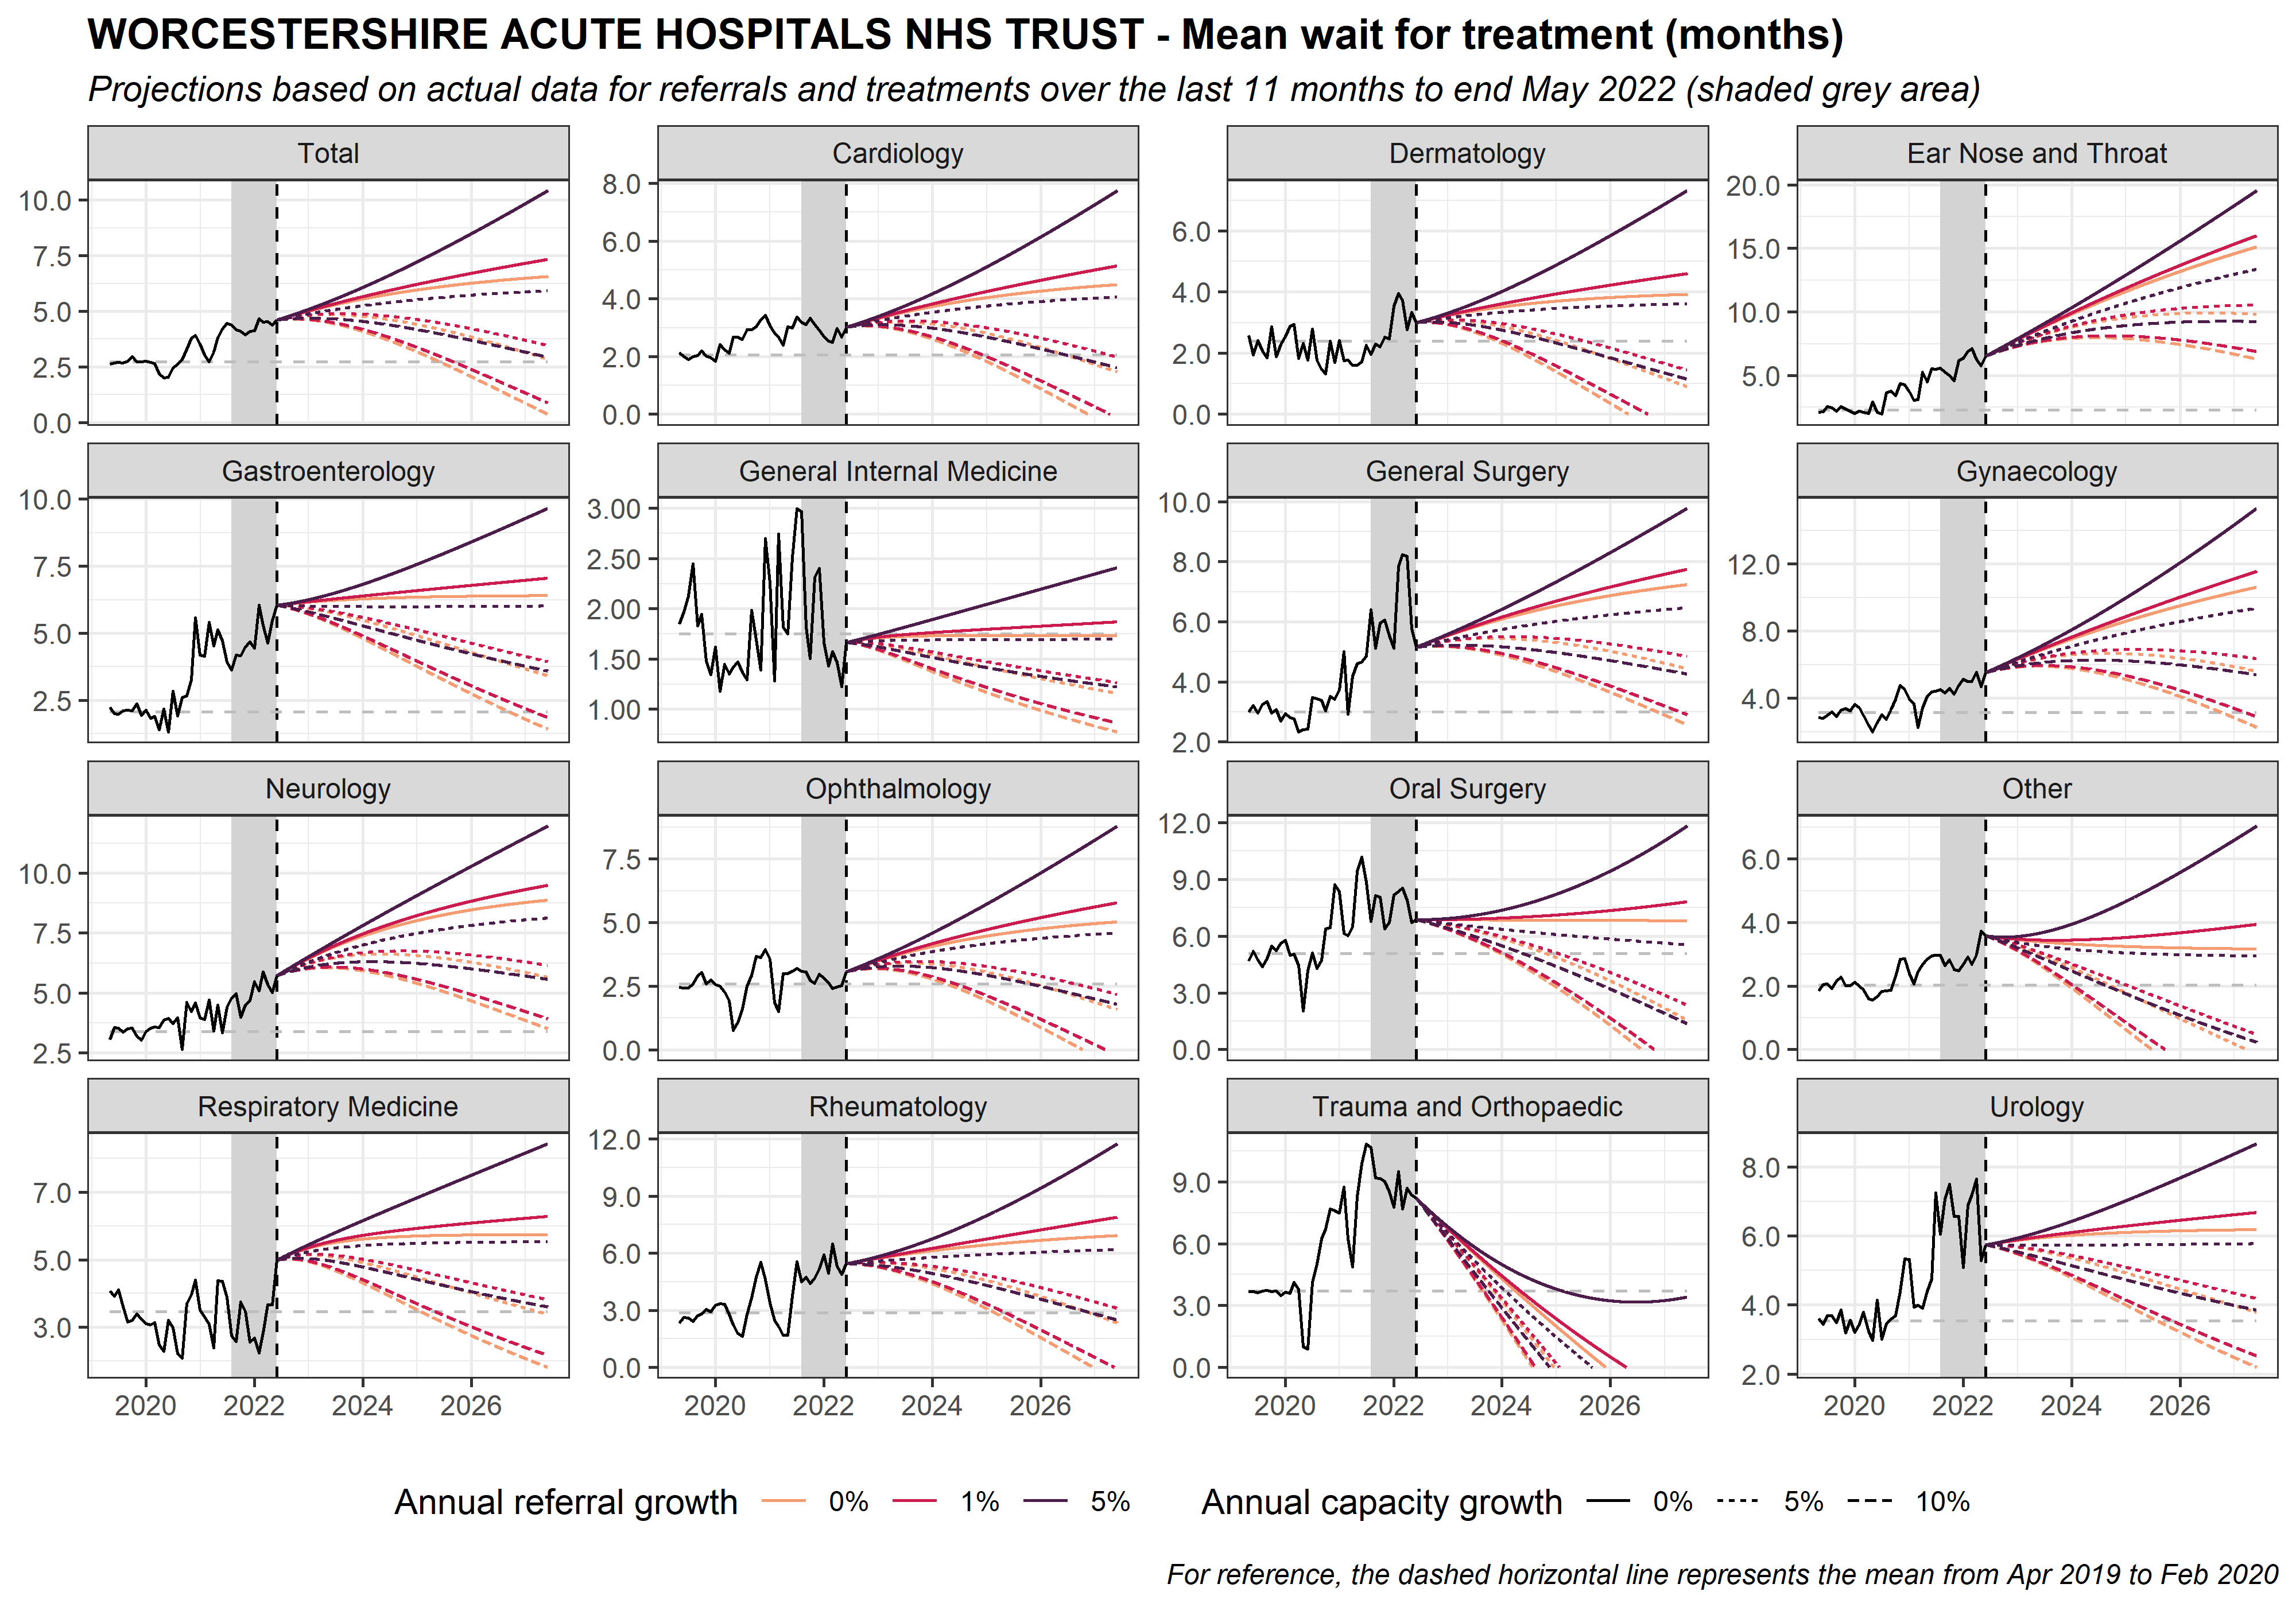 WORCESTERSHIRE ACUTE HOSPITALS NHS TRUST - Mean wait for treatment (months)
Projections based on actual data for referrals and treatments over the last 11 months to end May 2022 (shaded grey area)
Total
10.0
7.5
5.0
2.5
0.0
Cardiology
8.0
6.0
4.0
2.0
0.0
Dermatology
6.0
4.0
2.0
0.0
Ear Nose and Throat
20.0
15.0
10.0
5.0
Gastroenterology
10.0
7.5
5.0
2.5
General Internal Medicine
3.00
2.50
2.00
1.50
1.00
General Surgery
10.0
8.0
6.0
4.0
2.0
Gynaecology
12.0
8.0
4.0
Neurology
10.0
7.5
5.0
2.5
Ophthalmology
7.5
5.0
2.5
0.0
Oral Surgery
12.0
9.0
6.0
3.0
0.0
Other
6.0
4.0
2.0
0.0
Respiratory Medicine
7.0
5.0
3.0
2020 2022 2024 2026
Rheumatology
12.0
9.0
6.0
3.0
0.0
2020 2022 2024 2026
Trauma and Orthopaedic
9.0
6.0
3.0
0.0
2020 2022 2024 2026
Urology
8.0
6.0
4.0
2.0
2020 2022 2024 2026
Annual referral growth 0% 1% 5%
Annual capacity growth 0% 5% 10%
For reference, the dashed horizontal line represents the mean from Apr 2019 to Feb 2020